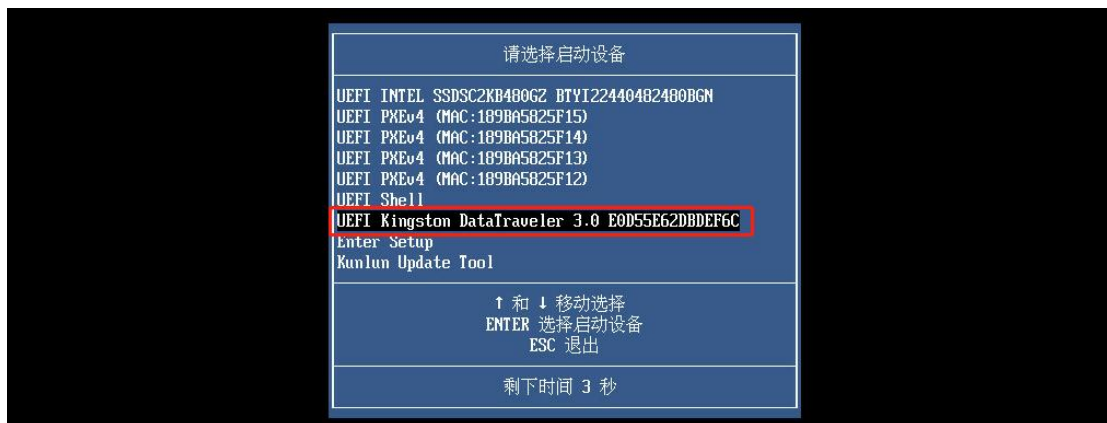 请选择启动设备
UEFI INTEL SSDSC2KB480GZ BTYI22440482480BGN
UEFI PXEv4 (MAC:189BA5825F15)
UEFI PXEv4 (MAC:189BA5825F14)
UEFI PXEv4 (MAC:189BA5825F13)
UEFI PXEv4 (MAC:189BA5825F12)
UEFI Shell
UEFI Kingston DataTraveler 3.0 E0D55E62DBDEF6C
Enter Setup
Kunlun Update Tool
↑ 和 ↓ 移动选择
ENTER 选择启动设备
ESC 退出
剩下时间 3 秒